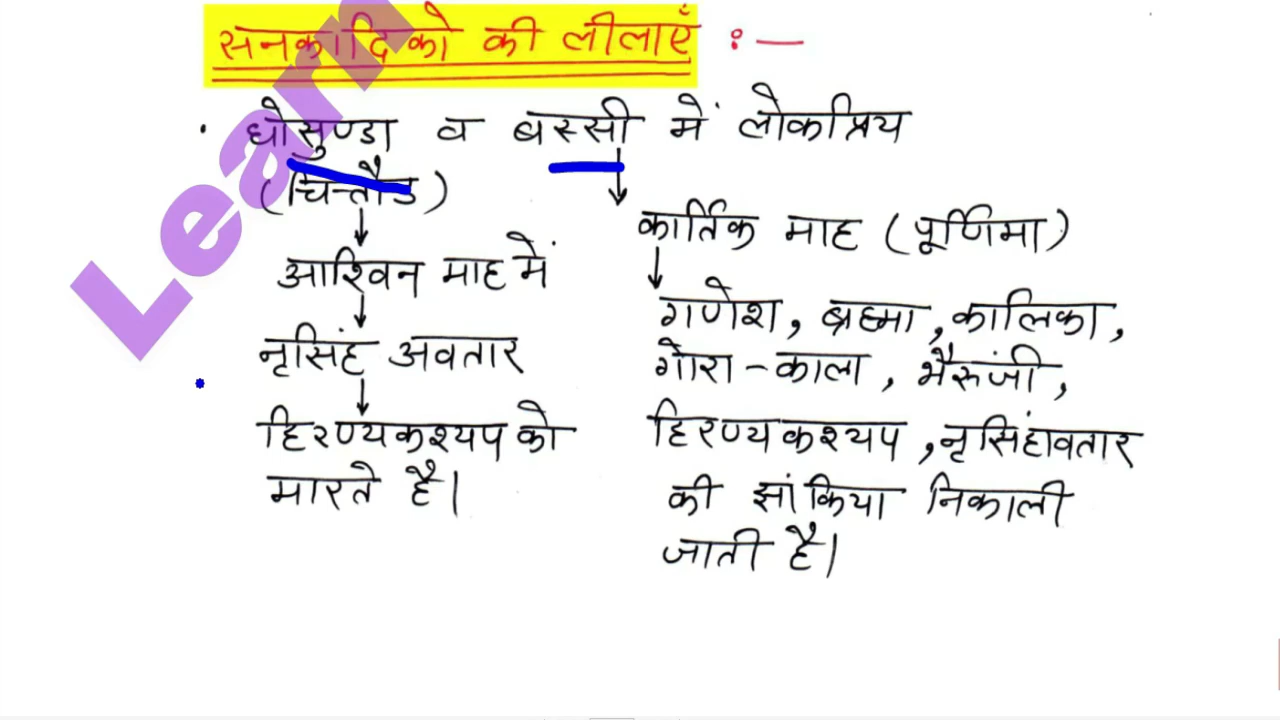 सनकादिको की लीलाएँ :—
Learn
• घोसुण्डा व बस्सी में लोकप्रिय
(चित्तौड)
कार्तिक माह (पूर्णिमा)
आश्विन माह में
गणेश, ब्रह्मा, कालिका,
नृसिंह अवतार
गोरा-काला, भैरूंजी,
हिरण्यकश्यप को
मारते है।
हिरण्यकश्यप, नृसिंहावतार
की झांकिया निकाली
जाती है।